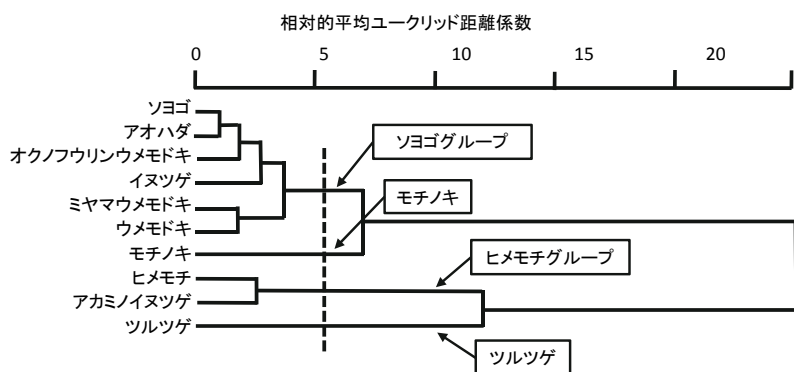 相対的平均ユークリッド距離係数
0 5 10 15 20
ソヨゴ
アオハダ
オクノフウリンウメモドキ
イヌツゲ
ミヤマウメモドキ
ウメモドキ
モチノキ
ヒメモチ
アカミノイヌツゲ
ツルツゲ
ソヨゴグループ
モチノキ
ヒメモチグループ
ツルツゲ